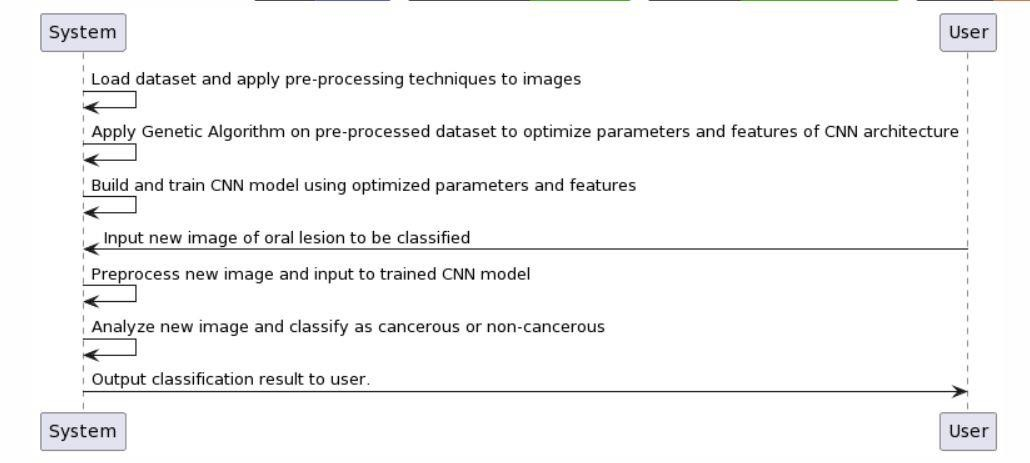 System User
Load dataset and apply pre-processing techniques to images
Apply Genetic Algorithm on pre-processed dataset to optimize parameters and features of CNN architecture
Build and train CNN model using optimized parameters and features
Input new image of oral lesion to be classified
Preprocess new image and input to trained CNN model
Analyze new image and classify as cancerous or non-cancerous
Output classification result to user.
System User